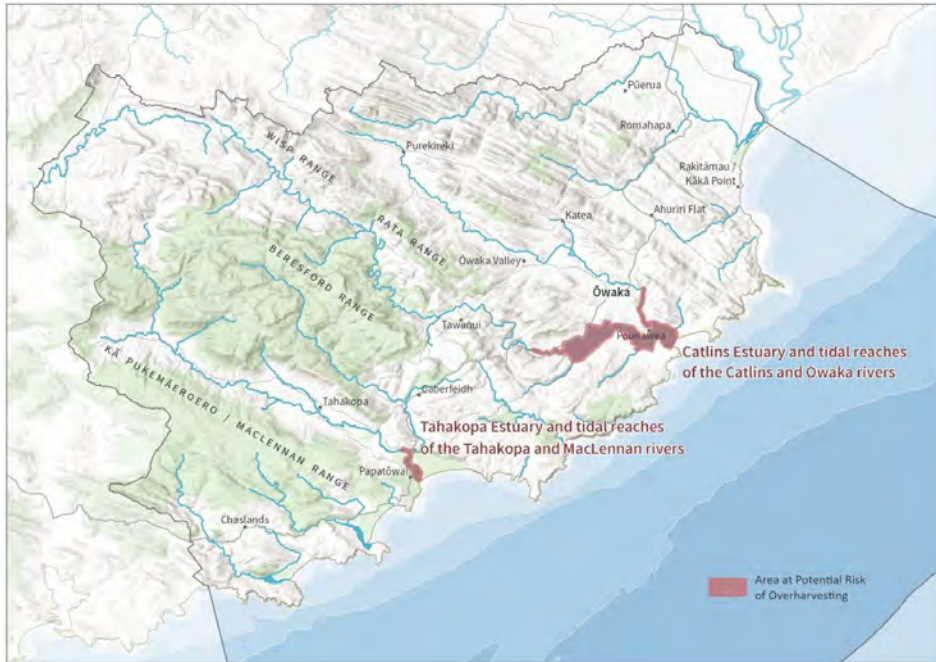 Pūerua
Romahapa
WISP RANGE
Purekireki
Rakitāmau /
Kākā Point
Katea
Ahuriri Flat
RATA RANGE
Ōwaka Valley
BERESFORD RANGE
Ōwaka
Tawanui
Pounawea
Catlins Estuary and tidal reaches
of the Catlins and Owaka rivers
KĀ PUKEMĀEROERO / MACLENNAN RANGE
Caberfeidh
Tahakopa
Tahakopa Estuary and tidal reaches
of the Tahakopa and MacLennan rivers
Papatōwai
Chaslands
Area at Potential Risk
of Overharvesting